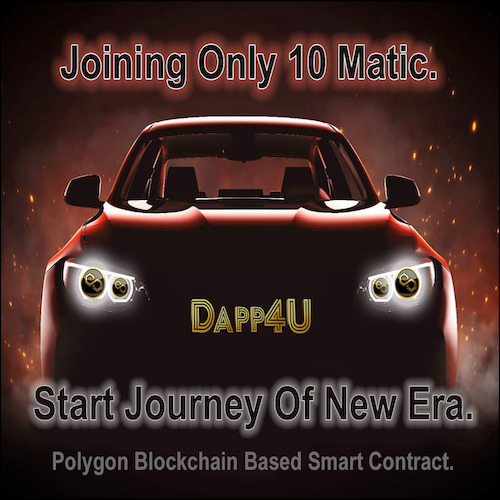 Joining Only 10 Matic.
Dapp4U
Start Journey Of New Era.
Polygon Blockchain Based Smart Contract.